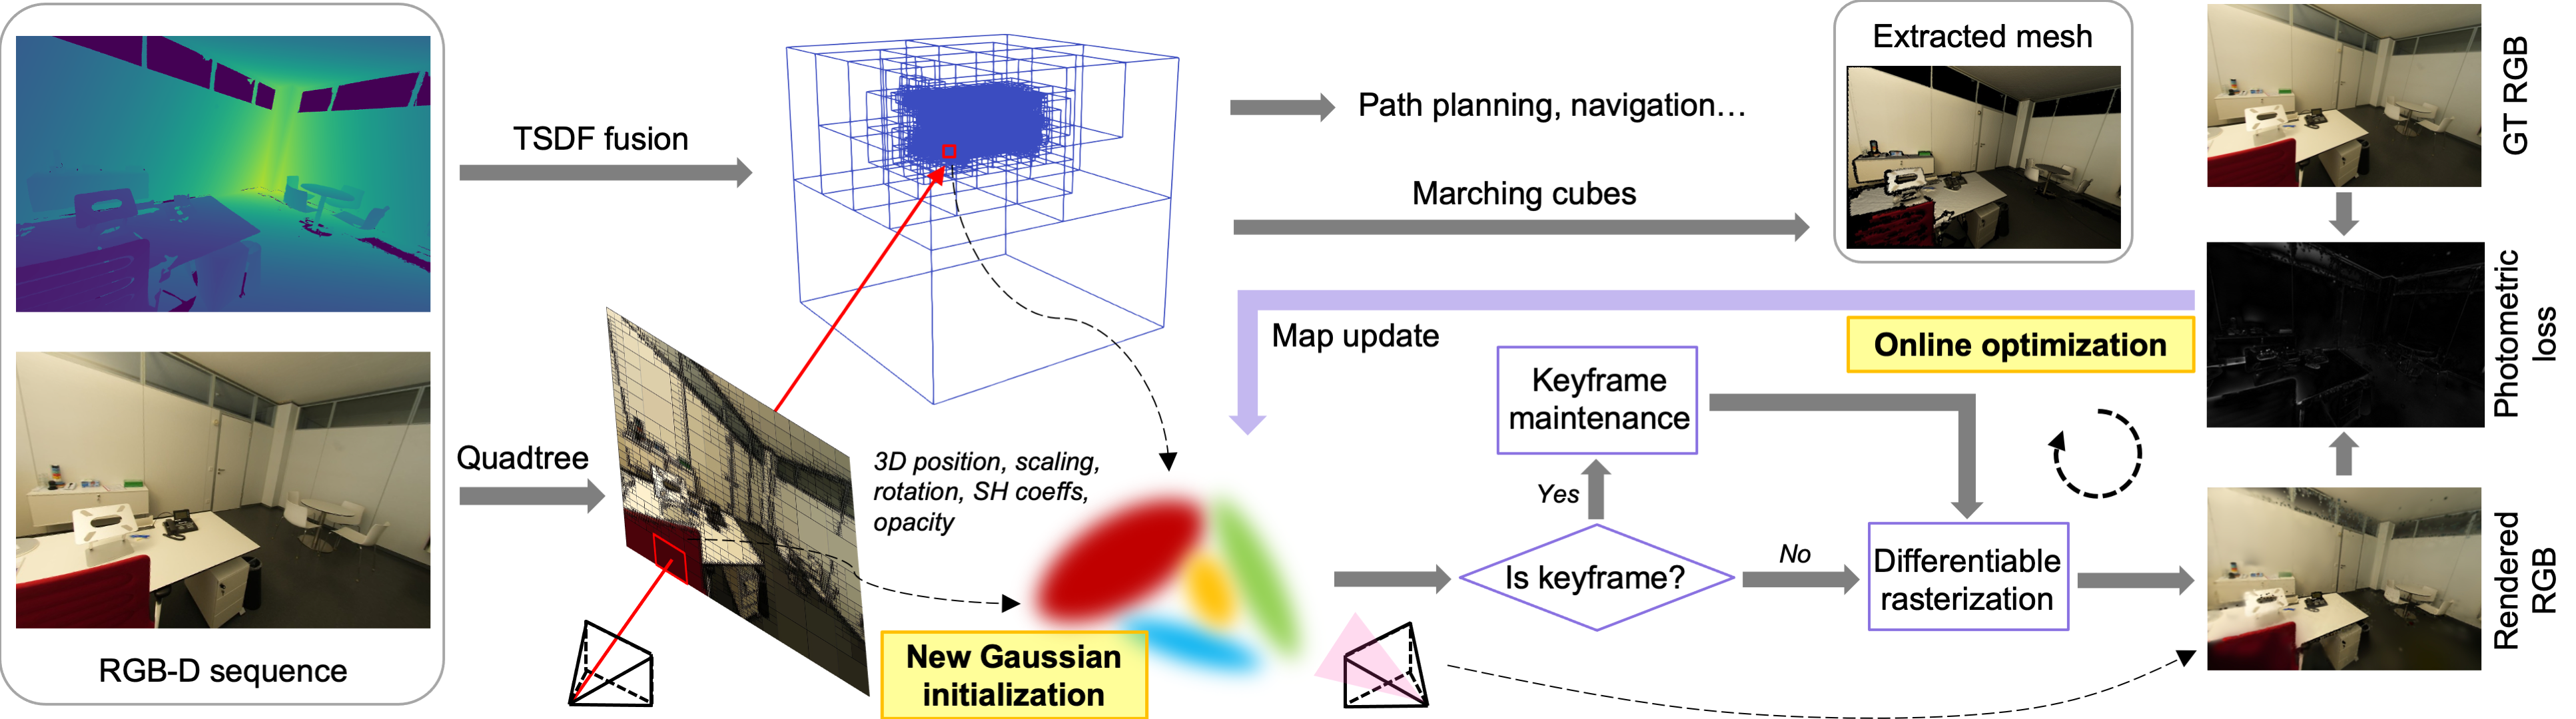 RGB-D sequence
TSDF fusion
Quadtree
3D position, scaling,
rotation, SH coeffs,
opacity
New Gaussian
initialization
Path planning, navigation…
Marching cubes
Extracted mesh
Map update
Online optimization
Keyframe
maintenance
Yes
Is keyframe?
No
Differentiable
rasterization
GT RGB
Photometric
loss
Rendered
RGB